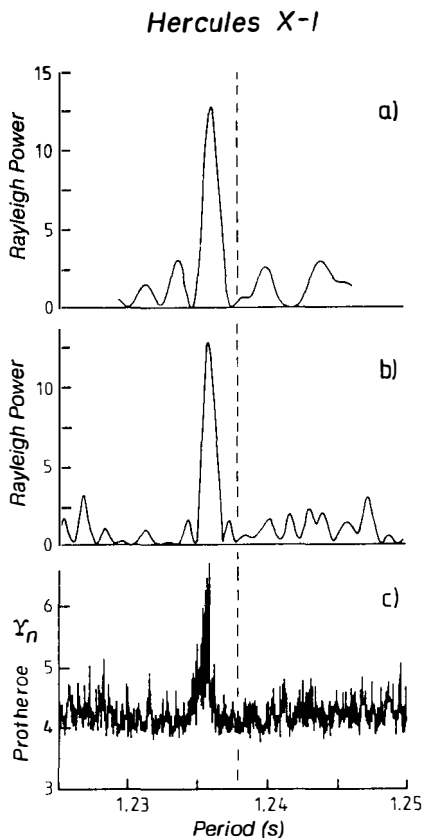 Hercules X-1
15
10
5
0
Rayleigh Power
a)
10
5
0
Rayleigh Power
b)
6
5
4
3
Protheroe ϒn
c)
1.23
1.24
1.25
Period (s)